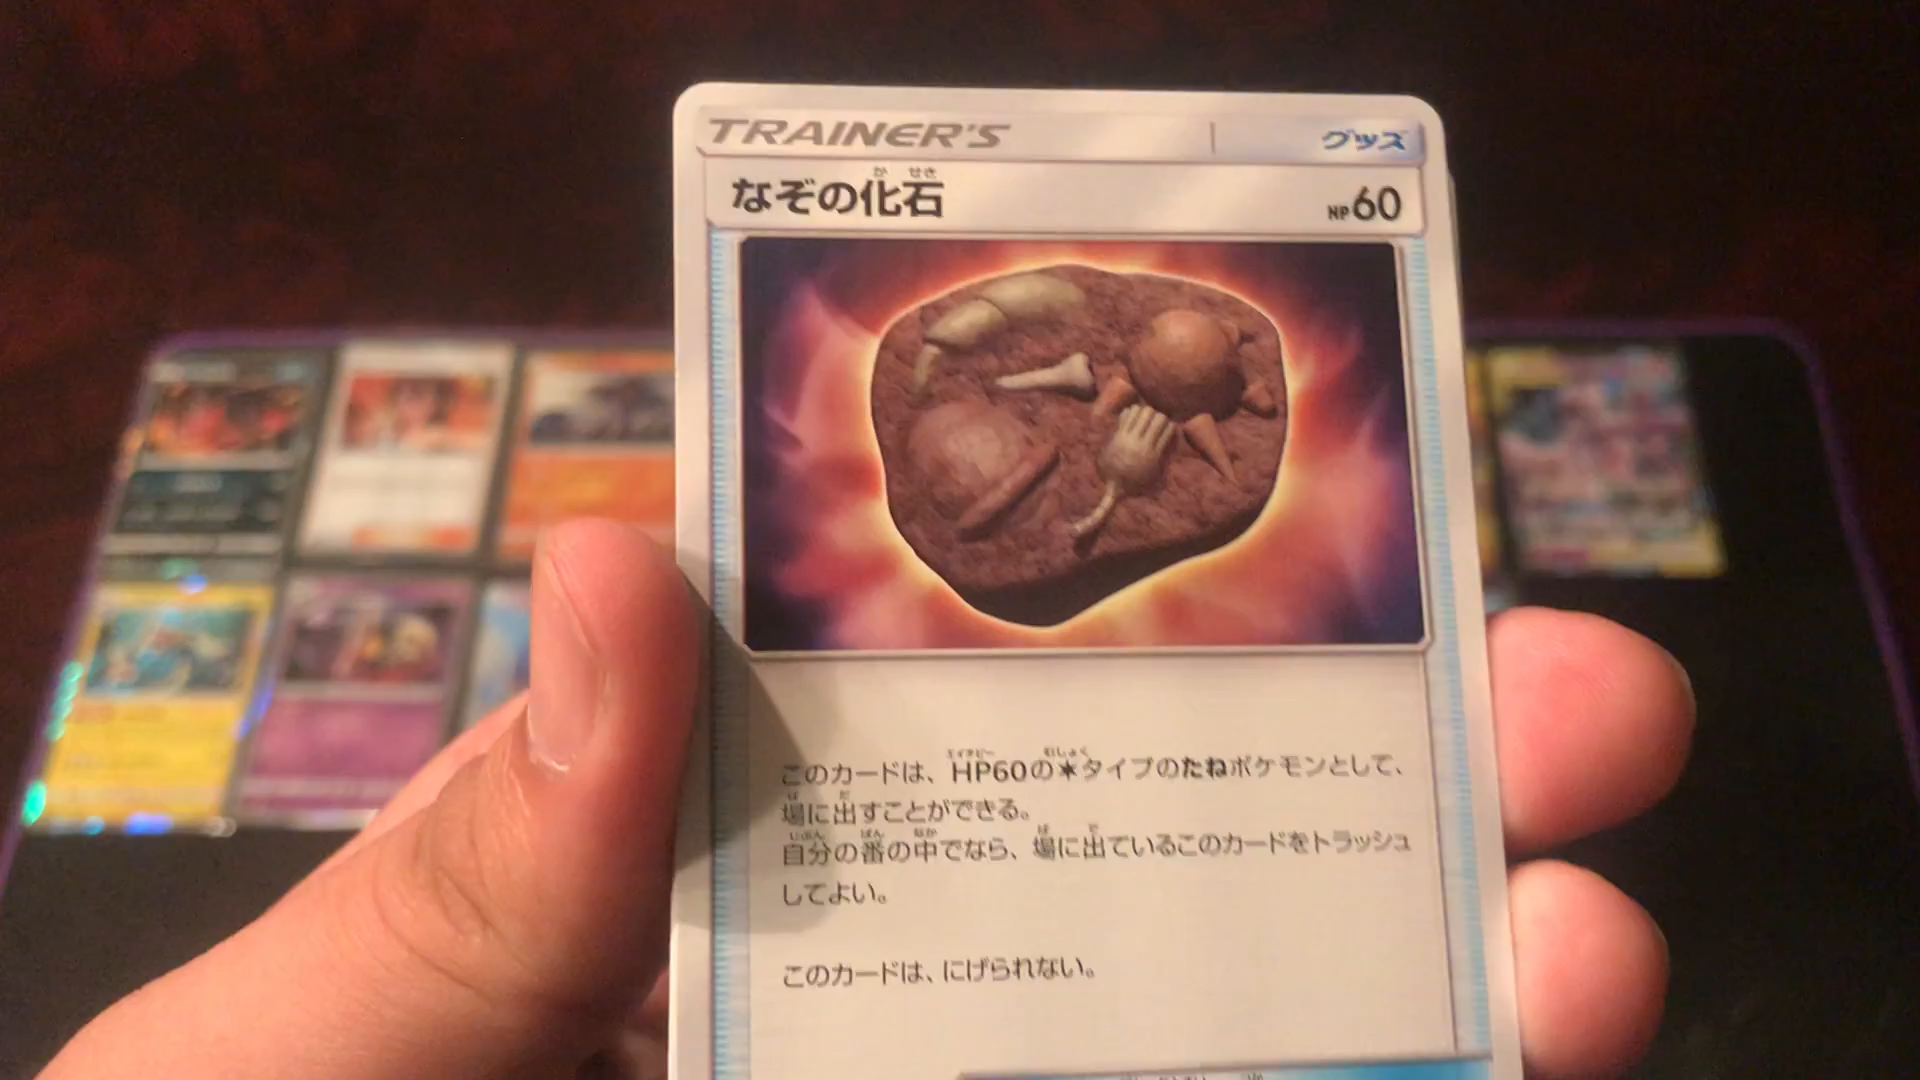 TRAINER'S グッズ
なぞの化石 HP60
このカードは、HP60の✶タイプのたねポケモンとして、
場に出すことができる。
自分の番の中でなら、場に出ているこのカードをトラッシュ
してよい。
このカードは、にげられない。